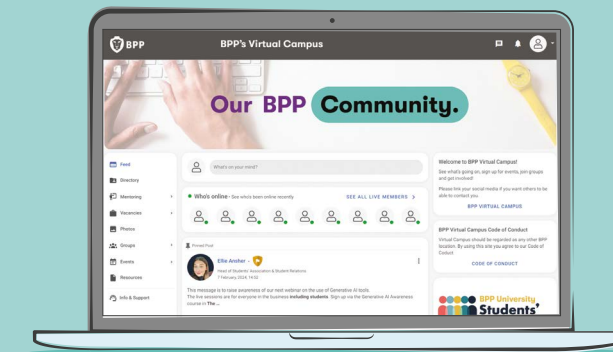 BPP
BPP's Virtual Campus
Our BPP Community.
Feed
Directory
Mentoring
Vacancies
Photos
Groups
Events
Resources
Info & Support
What's on your mind?
Who's online • See who's been online recently
SEE ALL LIVE MEMBERS
Pinned Post
Ellie Ansher •
Head of Students' Association & Student Relations
7 February 2024, 14:02
This message is to raise awareness of our next webinar on the use of Generative AI tools.
The live sessions are for everyone in the business including students. Sign up via the Generative AI Awareness
course in The ...
Welcome to BPP Virtual Campus!
See what's going on, sign up for events, join groups
and get involved!
Please link your social media if you want others to be
able to contact you.
BPP VIRTUAL CAMPUS
BPP Virtual Campus Code of Conduct
Virtual Campus should be regarded as any other BPP
location. By using this site you agree to our Code of
Coduct
CODE OF CONDUCT
BPP University
Students'